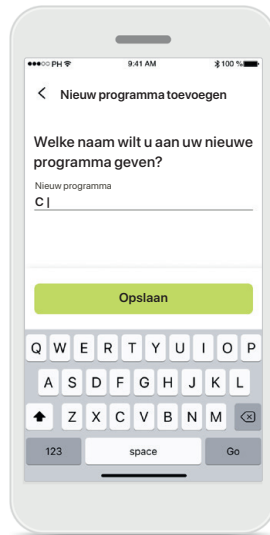 ●●●○○ PH 9:41 AM 100 %
< Nieuw programma toevoegen
Welke naam wilt u aan uw nieuwe
programma geven?
Nieuw programma
C |
Opslaan
Q W E R T Y U I O P
A S D F G H J K L
Z X C V B N M
123 space Go